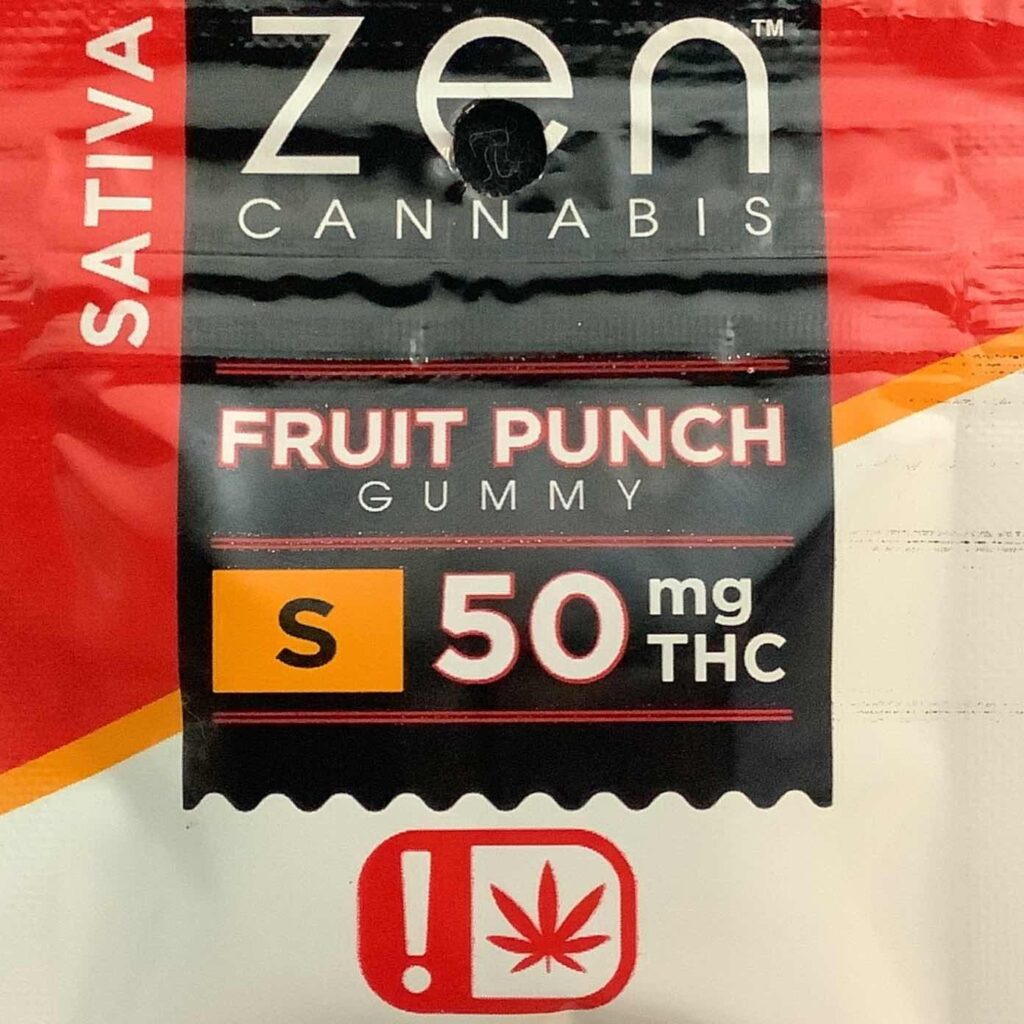 SATIVA
zen™
CANNABIS
FRUIT PUNCH
GUMMY
S 50 mg THC
!